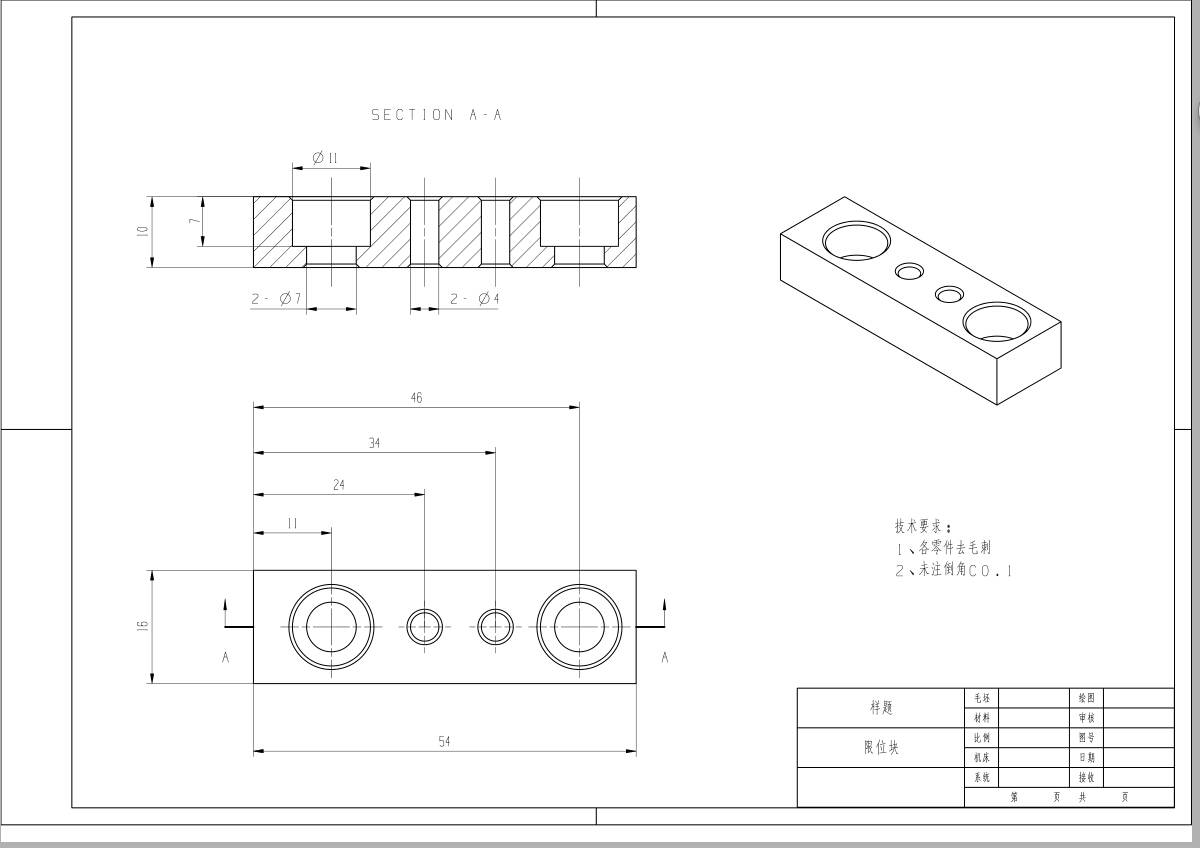 SECTION A-A
Ø11
7
10
2-Ø7
2-Ø4
46
34
24
11
16
A
A
54
技术要求：
1、各零件去毛刺
2、未注倒角C0.1
样题
毛坯
绘图
材料
审核
限位块
比例
图号
机床
日期
系统
接收
第 页 共 页